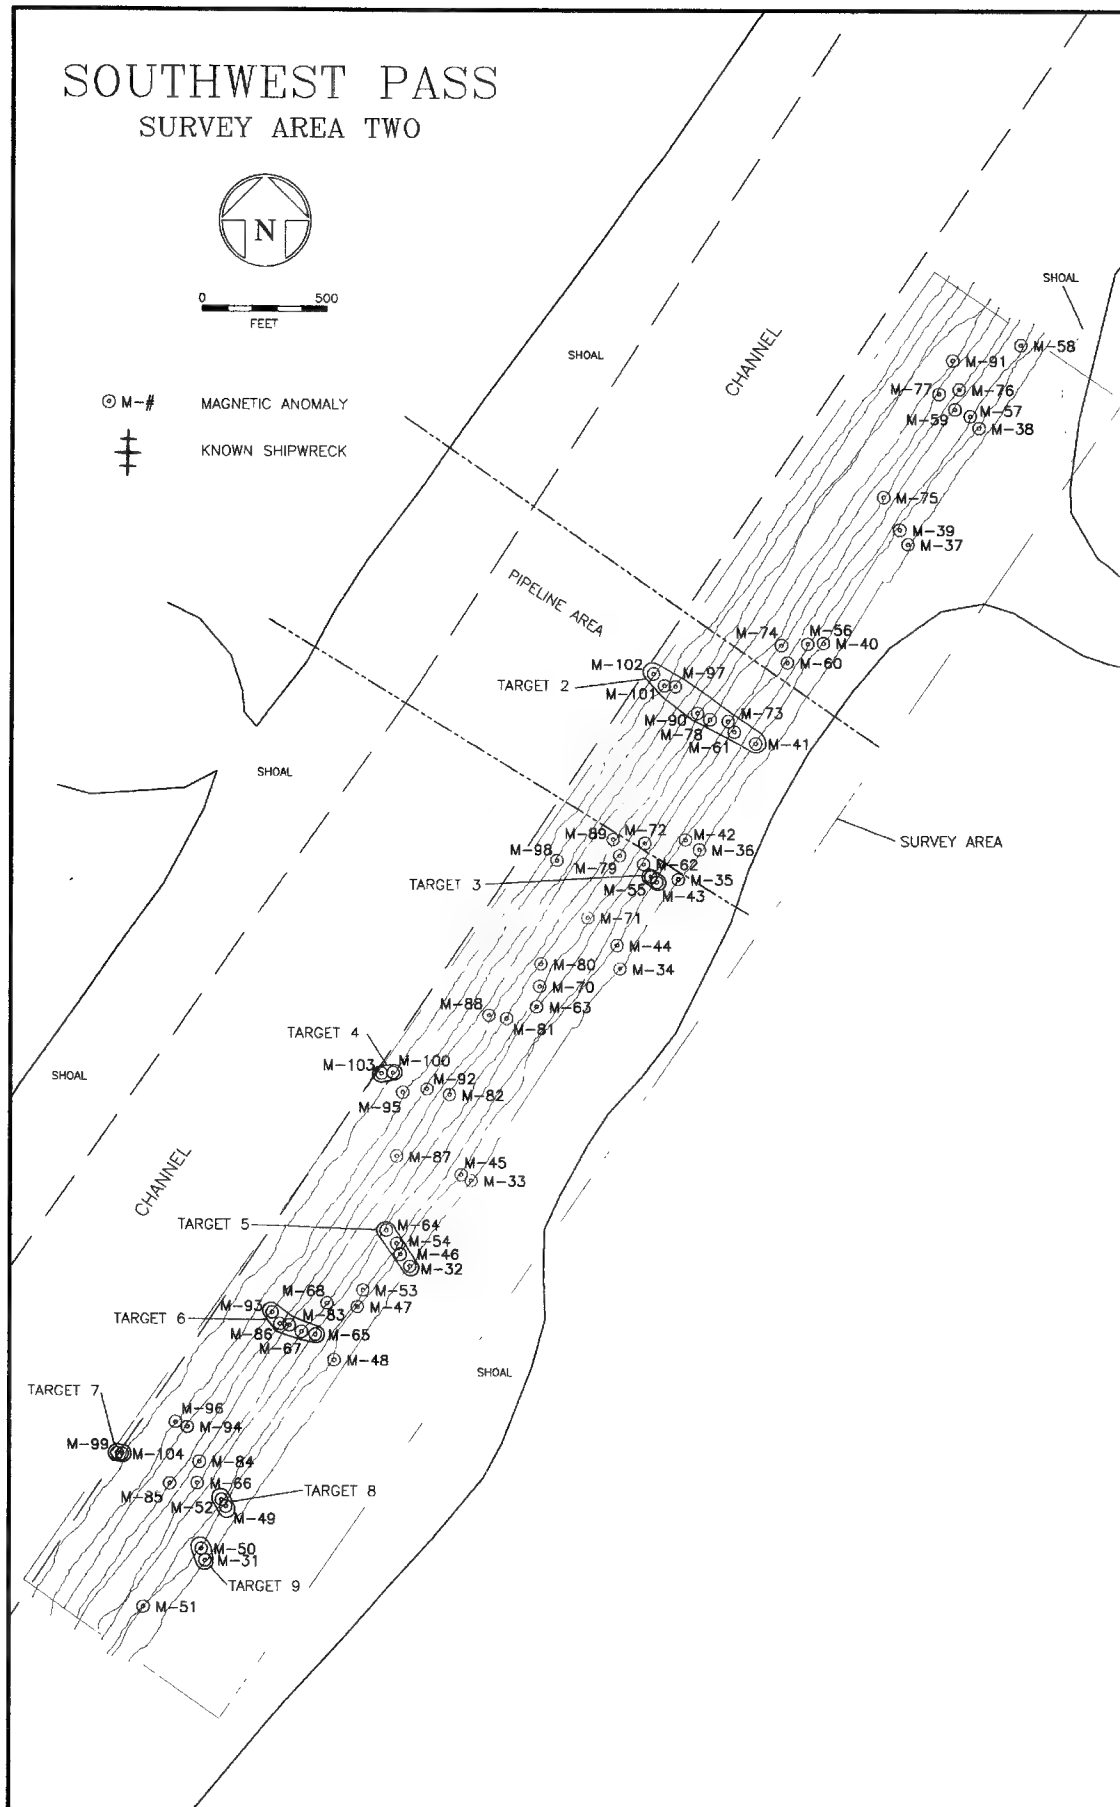 SOUTHWEST PASS
SURVEY AREA TWO
N
0 500
FEET
M-# MAGNETIC ANOMALY
KNOWN SHIPWRECK
SHOAL
SHOAL
CHANNEL
M-58
M-91
M-77
M-76
M-59
M-57
M-38
M-75
M-39
M-37
PIPELINE AREA
M-74
M-56
M-40
M-60
M-102
M-97
TARGET 2
M-101
M-90
M-73
M-78
M-61
M-41
SHOAL
M-89
M-72
M-42
M-36
SURVEY AREA
M-98
M-79
M-62
TARGET 3
M-55
M-35
M-43
M-71
M-44
M-80
M-34
M-70
M-88
M-63
M-81
TARGET 4
M-103
M-100
SHOAL
M-92
M-95
M-82
M-87
M-45
M-33
CHANNEL
TARGET 5
M-64
M-54
M-46
M-32
M-68
M-53
M-93
M-83
M-47
TARGET 6
M-86
M-67
M-65
M-48
SHOAL
TARGET 7
M-96
M-94
M-99
M-104
M-84
M-85
M-66
TARGET 8
M-52
M-49
M-50
M-31
TARGET 9
M-51